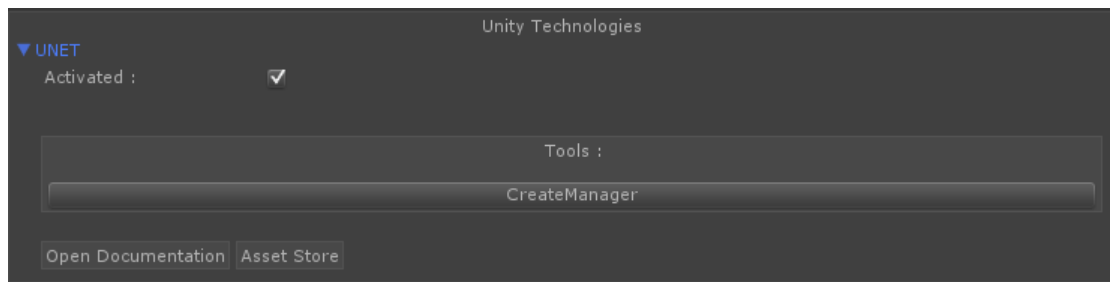 Unity Technologies
UNET
Activated :
Tools :
CreateManager
Open Documentation Asset Store